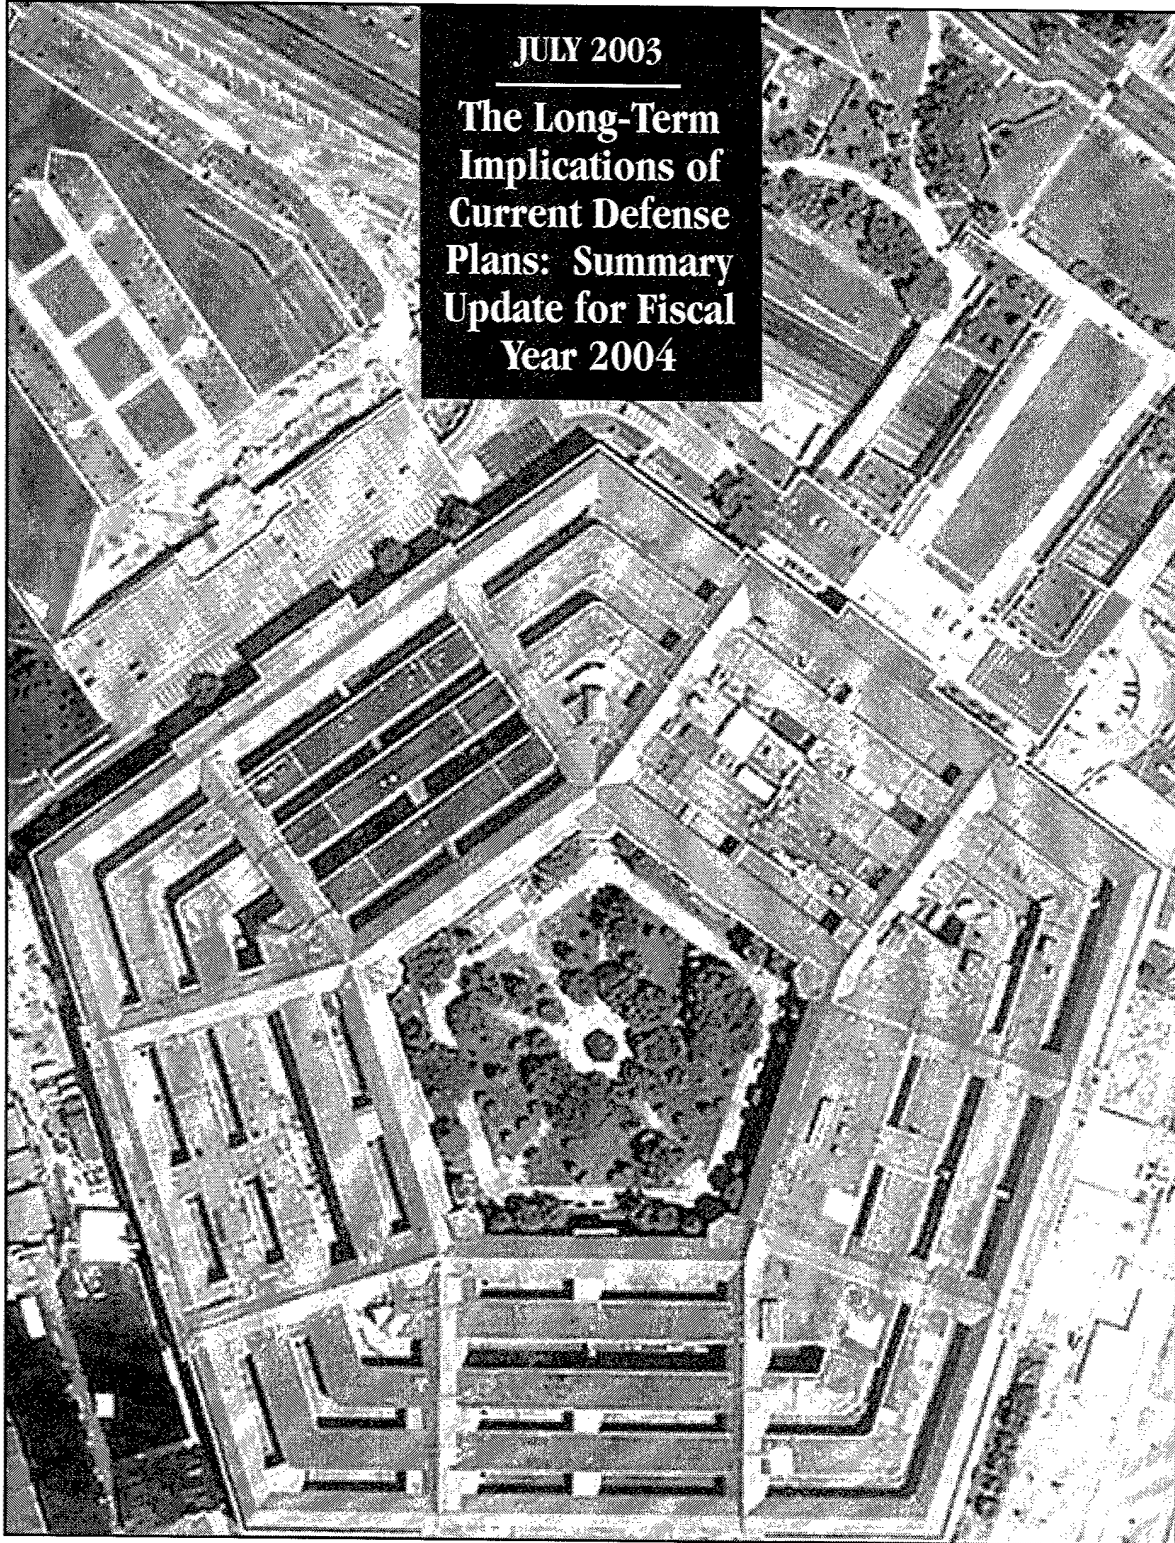 JULY 2003
The Long-Term
Implications of
Current Defense
Plans: Summary
Update for Fiscal
Year 2004